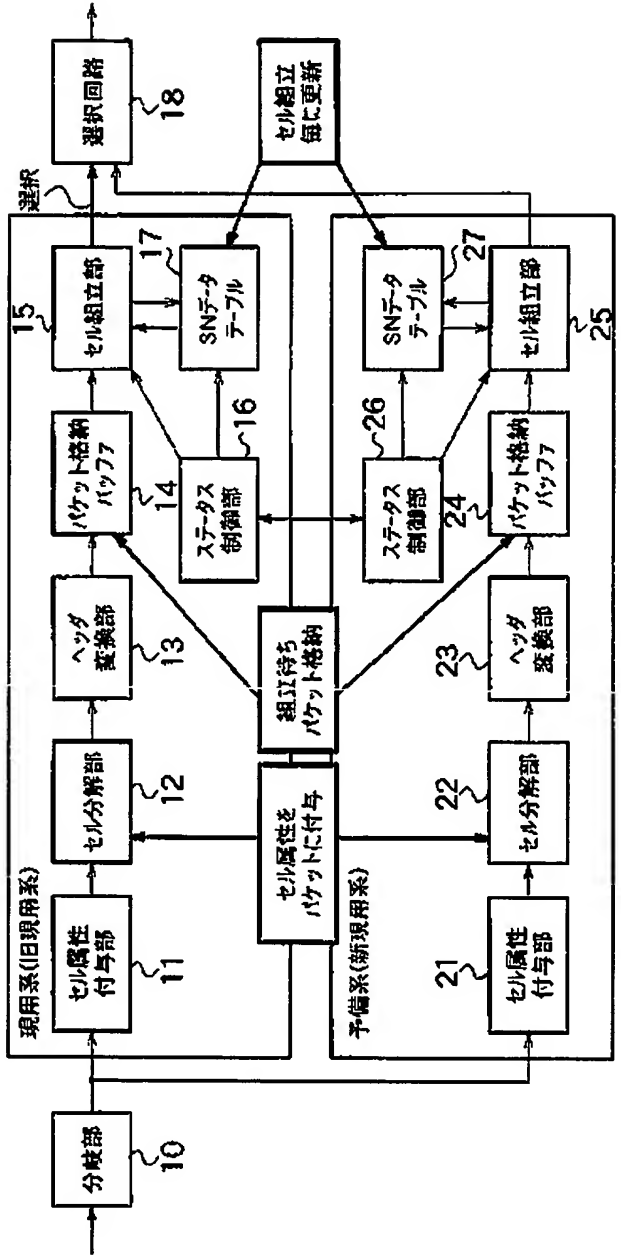 分岐部
10
現用系(旧現用系)
セル属性
付与部
11
セル分解部
12
ヘッダ
変換部
13
パケット格納
バッファ
14
セル組立部
15
ステータス
制御部
16
SNデータ
テーブル
17
選択
選択回路
18
セル組立
毎に更新
セル属性を
パケットに付与
組立待ち
パケット格納
予備系(新現用系)
セル属性
付与部
21
セル分解部
22
ヘッダ
変換部
23
パケット格納
バッファ
24
セル組立部
25
ステータス
制御部
26
SNデータ
テーブル
27